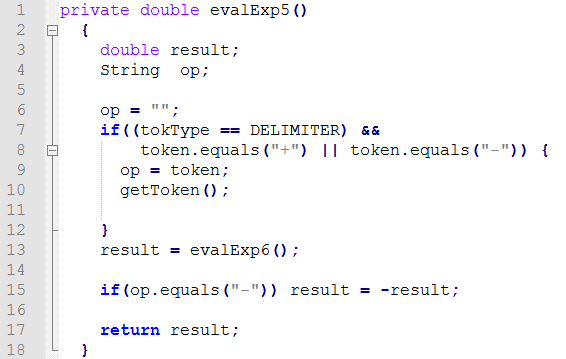 1 private double evalExp5()
2 {
3 double result;
4 String  op;
5
6 op = "";
7 if((tokType == DELIMITER) &&
8 token.equals("+") || token.equals("-")) {
9 op = token;
10 getToken();
11
12 }
13 result = evalExp6();
14
15 if(op.equals("-")) result = -result;
16
17 return result;
18 }